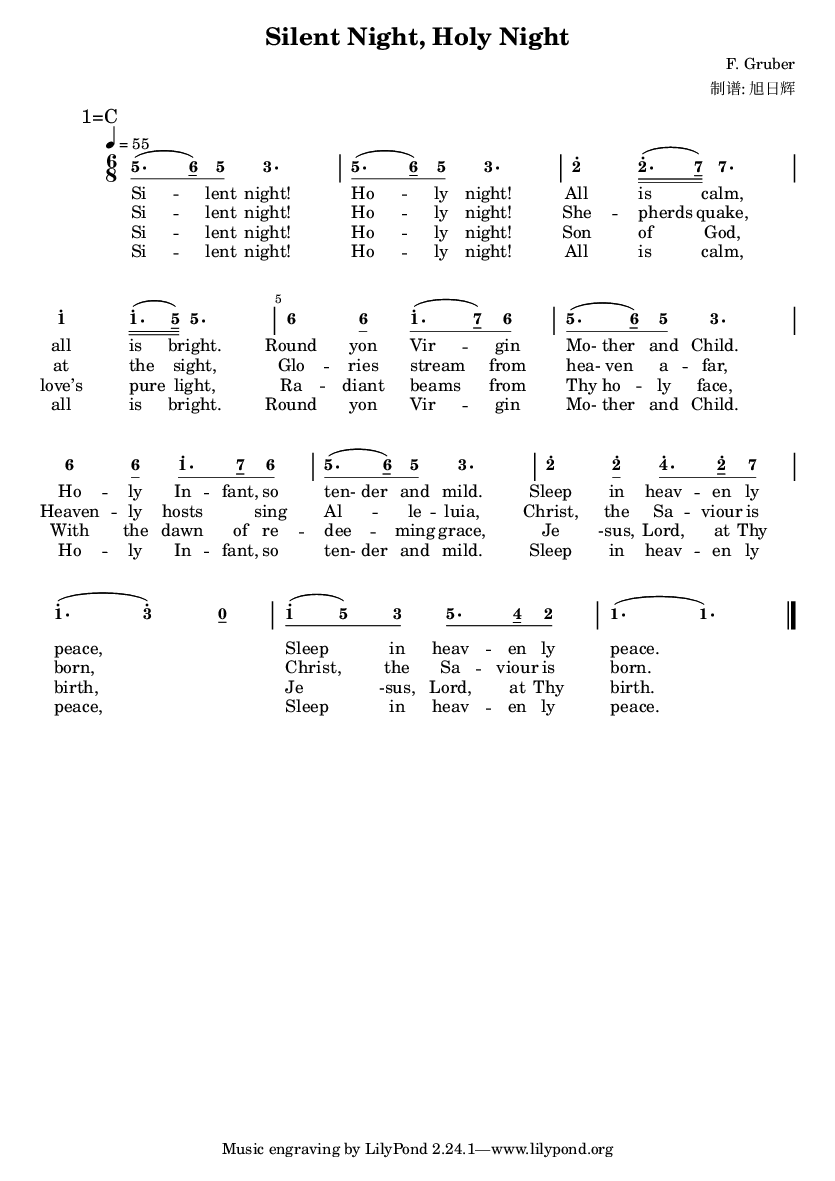 Silent Night, Holy Night
F. Gruber
制谱: 旭日辉
1=C
♩ = 55
6/8 5· 6 5 3· | 5· 6 5 3· | 2̇ 2̇· 7 7· |
Si - lent night! Ho - ly night! All is calm,
Si - lent night! Ho - ly night! She - pherds quake,
Si - lent night! Ho - ly night! Son of God,
Si - lent night! Ho - ly night! All is calm,
5
1̇ 1̇· 5 5· | 6 6 1̇· 7 6 | 5· 6 5 3· |
all is bright. Round yon Vir - gin Mo- ther and Child.
at the sight, Glo - ries stream from hea- ven a - far,
love's pure light, Ra - diant beams from Thy ho - ly face,
all is bright. Round yon Vir - gin Mo- ther and Child.
6 6 1̇· 7 6 | 5· 6 5 3· | 2̇ 2̇ 4̇· 2̇ 7 |
Ho - ly In - fant, so ten- der and mild. Sleep in heav - en ly
Heaven - ly hosts sing Al - le - luia, Christ, the Sa - viour is
With the dawn of re - dee - ming grace, Je -sus, Lord, at Thy
Ho - ly In - fant, so ten- der and mild. Sleep in heav - en ly
1̇· 3̇ 0 | 1̇ 5 3 5· 4 2 | 1· 1·
peace, Sleep in heav - en ly peace.
born, Christ, the Sa - viour is born.
birth, Je -sus, Lord, at Thy birth.
peace, Sleep in heav - en ly peace.
Music engraving by LilyPond 2.24.1—www.lilypond.org